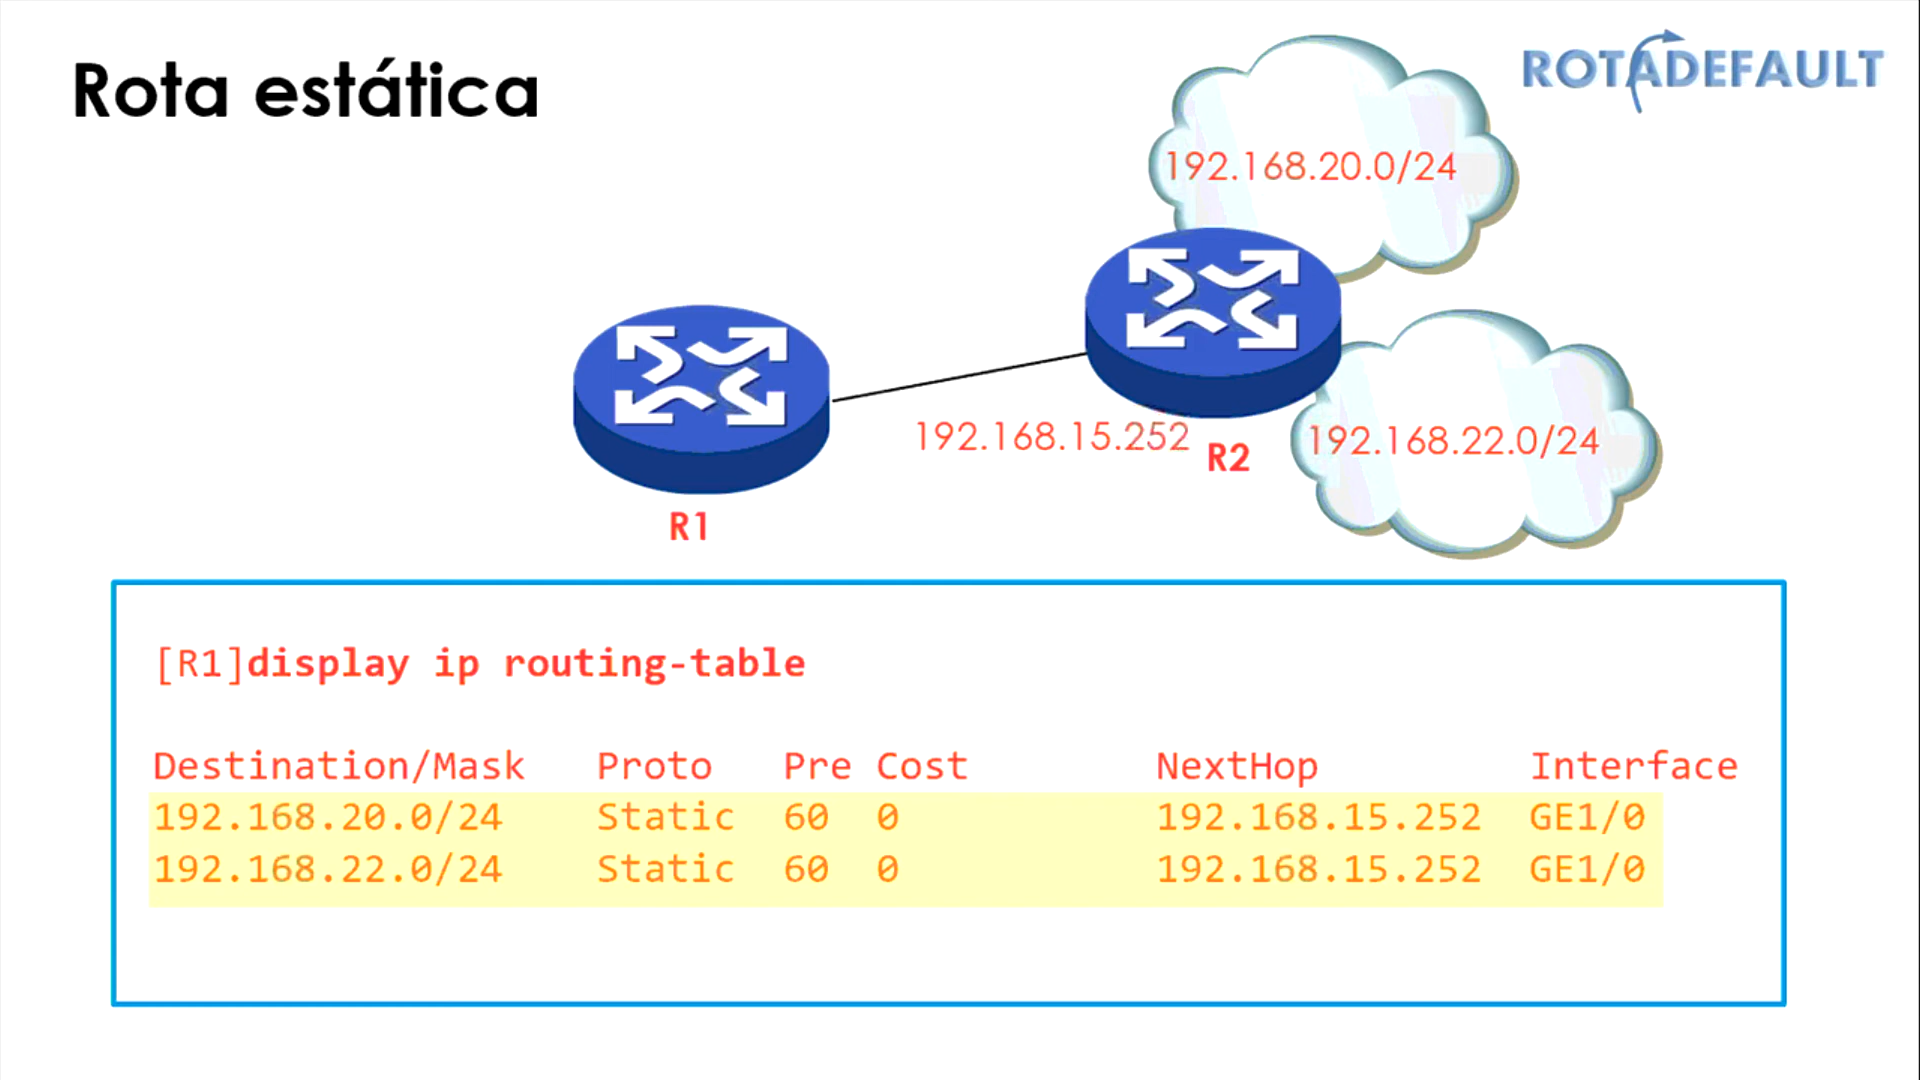 Rota estática
ROTADEFAULT
192.168.20.0/24
192.168.15.252
R2
192.168.22.0/24
R1
[R1]display ip routing-table
Destination/Mask Proto Pre Cost NextHop Interface
192.168.20.0/24 Static 60 0 192.168.15.252 GE1/0
192.168.22.0/24 Static 60 0 192.168.15.252 GE1/0